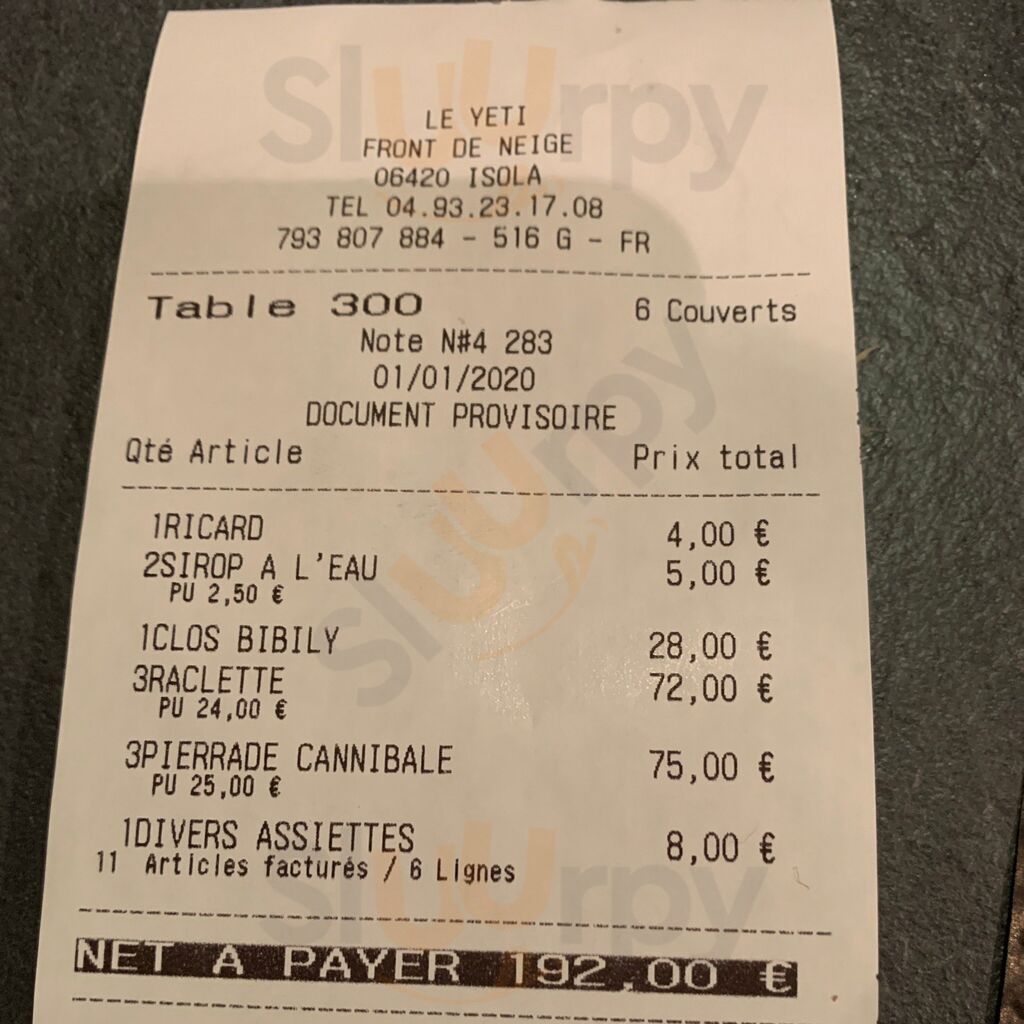 LE YETI
FRONT DE NEIGE
06420 ISOLA
TEL 04.93.23.17.08
793 807 884 - 516 G - FR
Table 300 6 Couverts
Note N#4 283
01/01/2020
DOCUMENT PROVISOIRE
Qté Article Prix total
1RICARD 4,00 €
2SIROP A L'EAU 5,00 €
PU 2,50 €
1CLOS BIBILY 28,00 €
3RACLETTE 72,00 €
PU 24,00 €
3PIERRADE CANNIBALE 75,00 €
PU 25,00 €
1DIVERS ASSIETTES 8,00 €
11 Articles facturés / 6 Lignes
NET A PAYER 192,00 €
Sluurpy
Sluurpy
Sluurpy